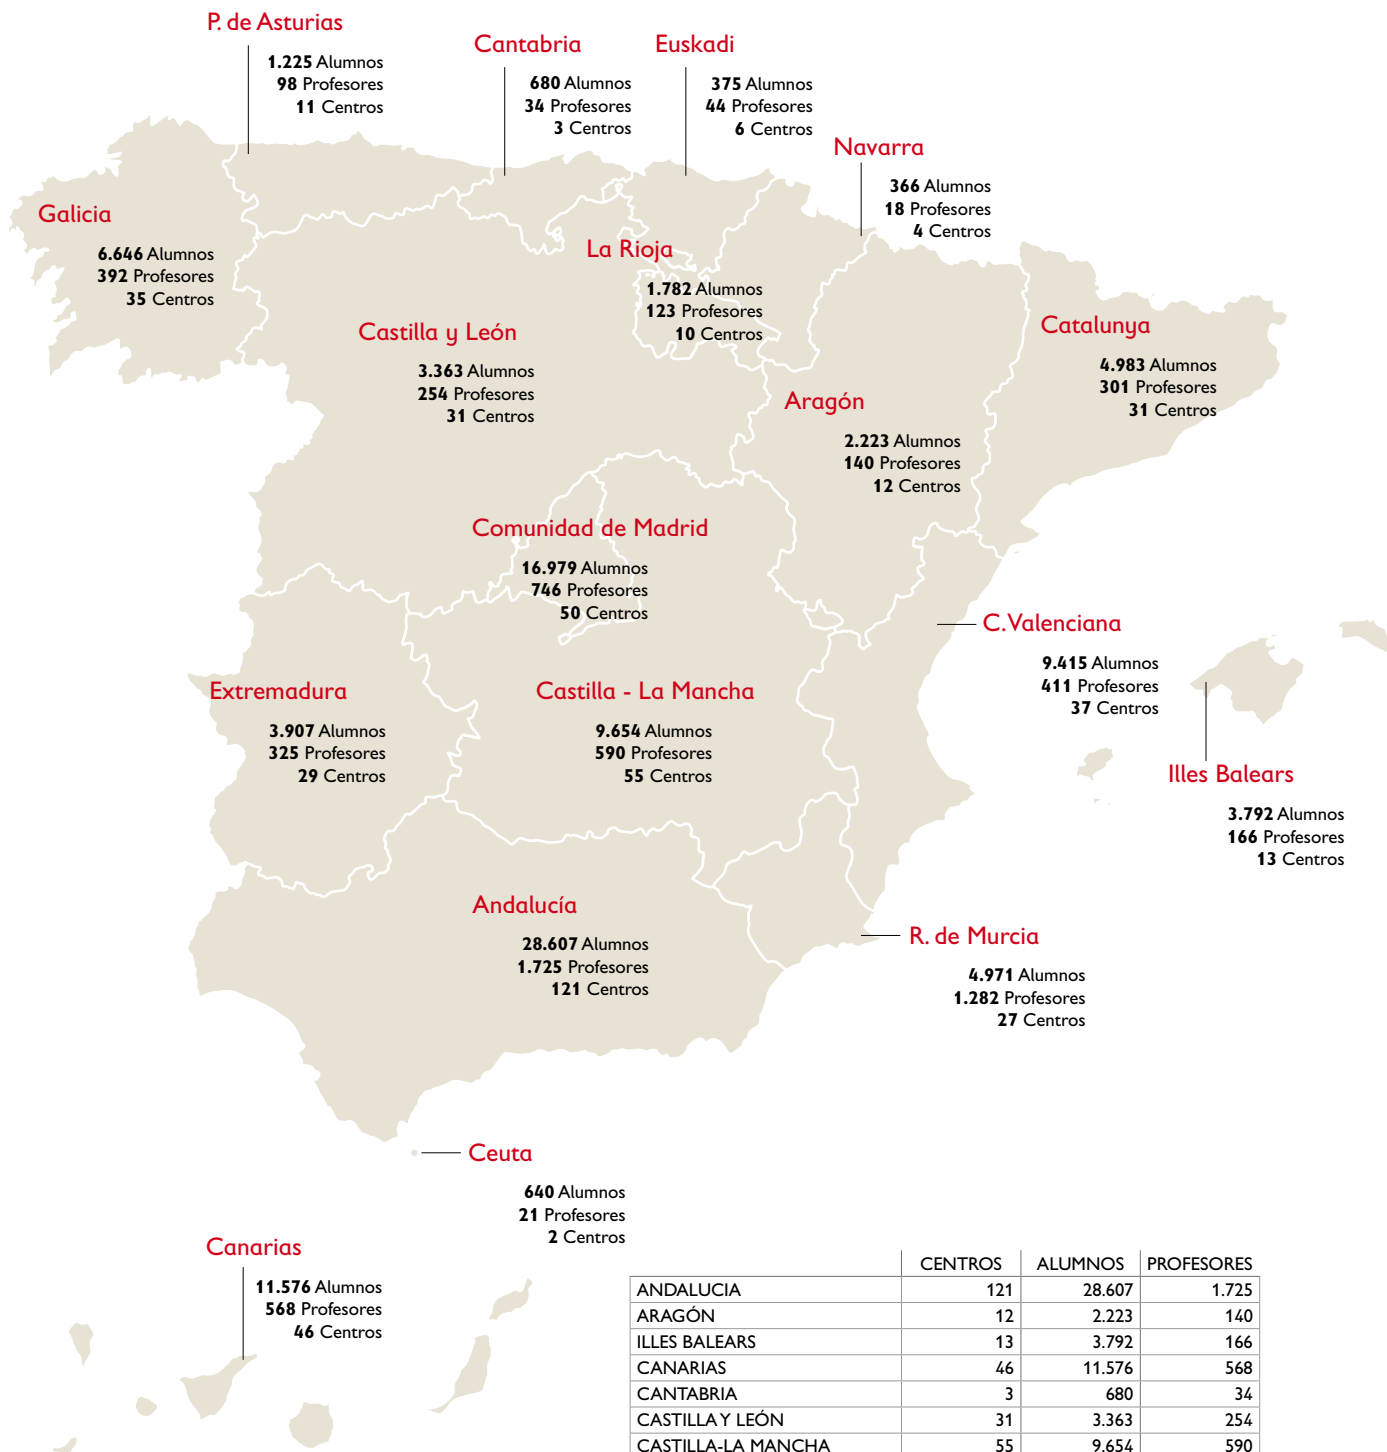 P. de Asturias
1.225 Alumnos
98 Profesores
11 Centros
Cantabria
680 Alumnos
34 Profesores
3 Centros
Euskadi
375 Alumnos
44 Profesores
6 Centros
Navarra
366 Alumnos
18 Profesores
4 Centros
Galicia
6.646 Alumnos
392 Profesores
35 Centros
La Rioja
1.782 Alumnos
123 Profesores
10 Centros
Castilla y León
3.363 Alumnos
254 Profesores
31 Centros
Catalunya
4.983 Alumnos
301 Profesores
31 Centros
Aragón
2.223 Alumnos
140 Profesores
12 Centros
Comunidad de Madrid
16.979 Alumnos
746 Profesores
50 Centros
C. Valenciana
9.415 Alumnos
411 Profesores
37 Centros
Extremadura
3.907 Alumnos
325 Profesores
29 Centros
Castilla - La Mancha
9.654 Alumnos
590 Profesores
55 Centros
Illes Balears
3.792 Alumnos
166 Profesores
13 Centros
Andalucía
28.607 Alumnos
1.725 Profesores
121 Centros
R. de Murcia
4.971 Alumnos
1.282 Profesores
27 Centros
Ceuta
640 Alumnos
21 Profesores
2 Centros
Canarias
11.576 Alumnos
568 Profesores
46 Centros
CENTROS ALUMNOS PROFESORES
ANDALUCIA 121 28.607 1.725
ARAGÓN 12 2.223 140
ILLES BALEARS 13 3.792 166
CANARIAS 46 11.576 568
CANTABRIA 3 680 34
CASTILLA Y LEÓN 31 3.363 254
CASTILLA-LA MANCHA 55 9.654 590